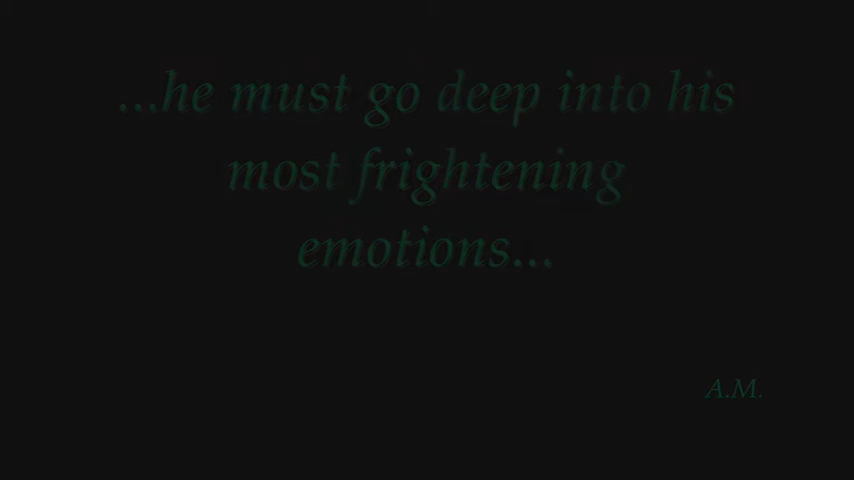 ...he must go deep into his
most frightening
emotions...
A.M.